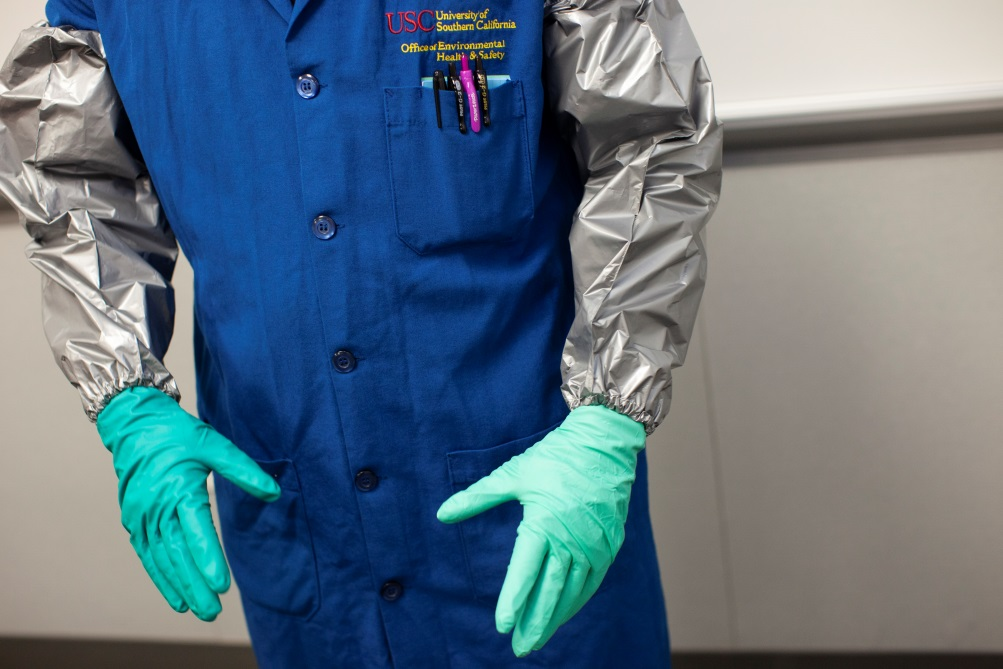 USC University of
Southern California
Office of Environmental
Health & Safety